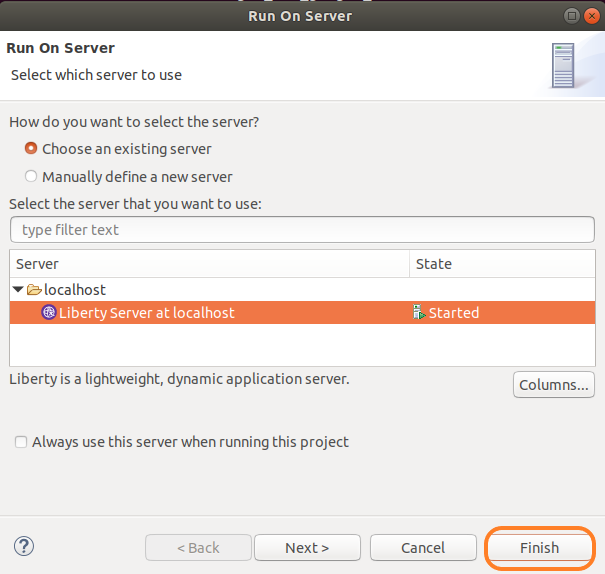 Run On Server
Run On Server
Select which server to use
How do you want to select the server?
Choose an existing server
Manually define a new server
Select the server that you want to use:
type filter text
Server State
localhost
Liberty Server at localhost Started
Liberty is a lightweight, dynamic application server.
Columns...
Always use this server when running this project
? < Back Next > Cancel Finish